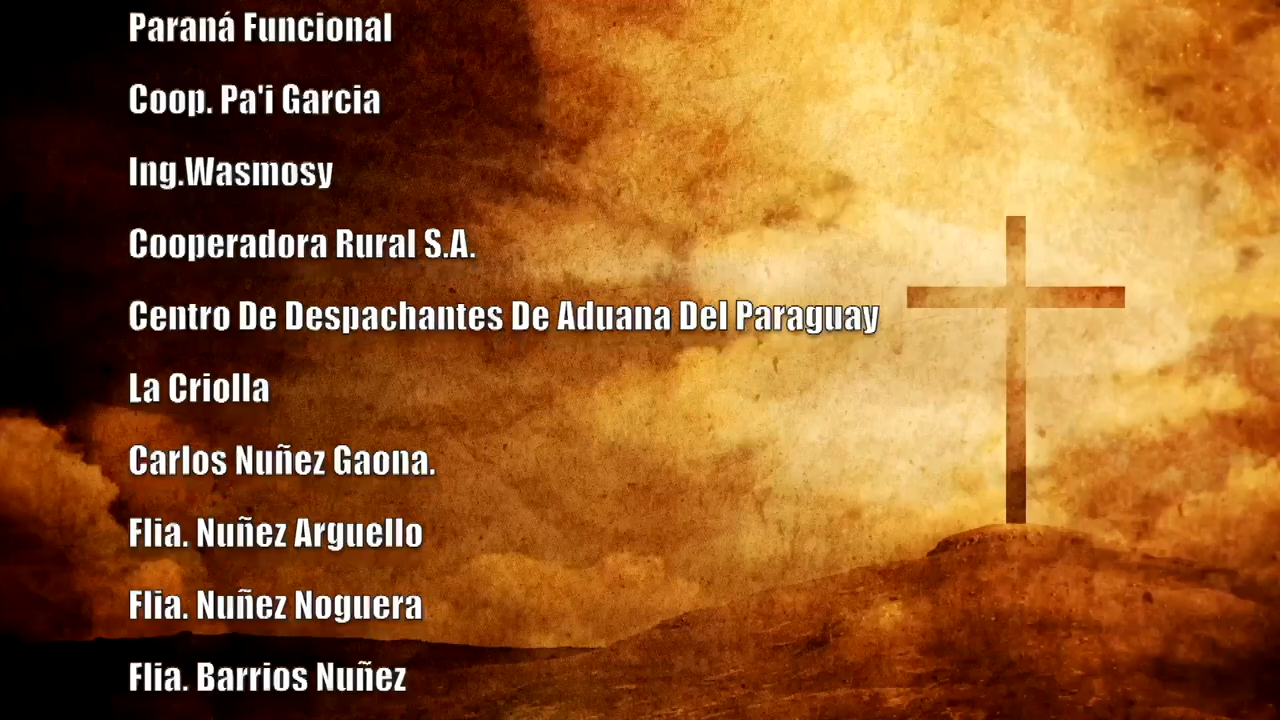 Paraná Funcional
Coop. Pa'i Garcia
Ing.Wasmosy
Cooperadora Rural S.A.
Centro De Despachantes De Aduana Del Paraguay
La Criolla
Carlos Nuñez Gaona.
Flia. Nuñez Arguello
Flia. Nuñez Noguera
Flia. Barrios Nuñez